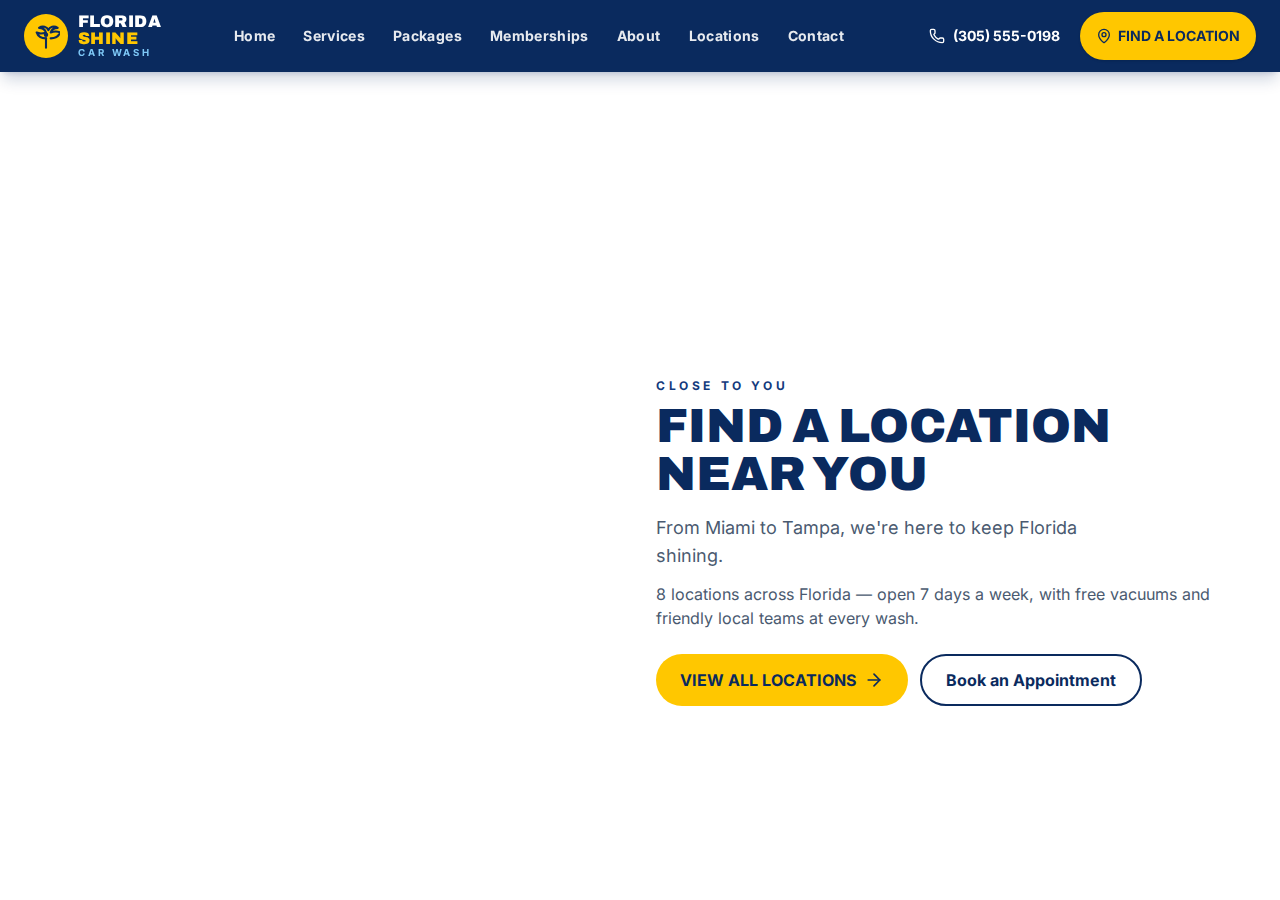 FLORIDA
SHINE
CAR WASH
Home Services Packages Memberships About Locations Contact
(305) 555-0198
FIND A LOCATION
CLOSE TO YOU
FIND A LOCATION
NEAR YOU
From Miami to Tampa, we're here to keep Florida
shining.
8 locations across Florida — open 7 days a week, with free vacuums and
friendly local teams at every wash.
VIEW ALL LOCATIONS
Book an Appointment